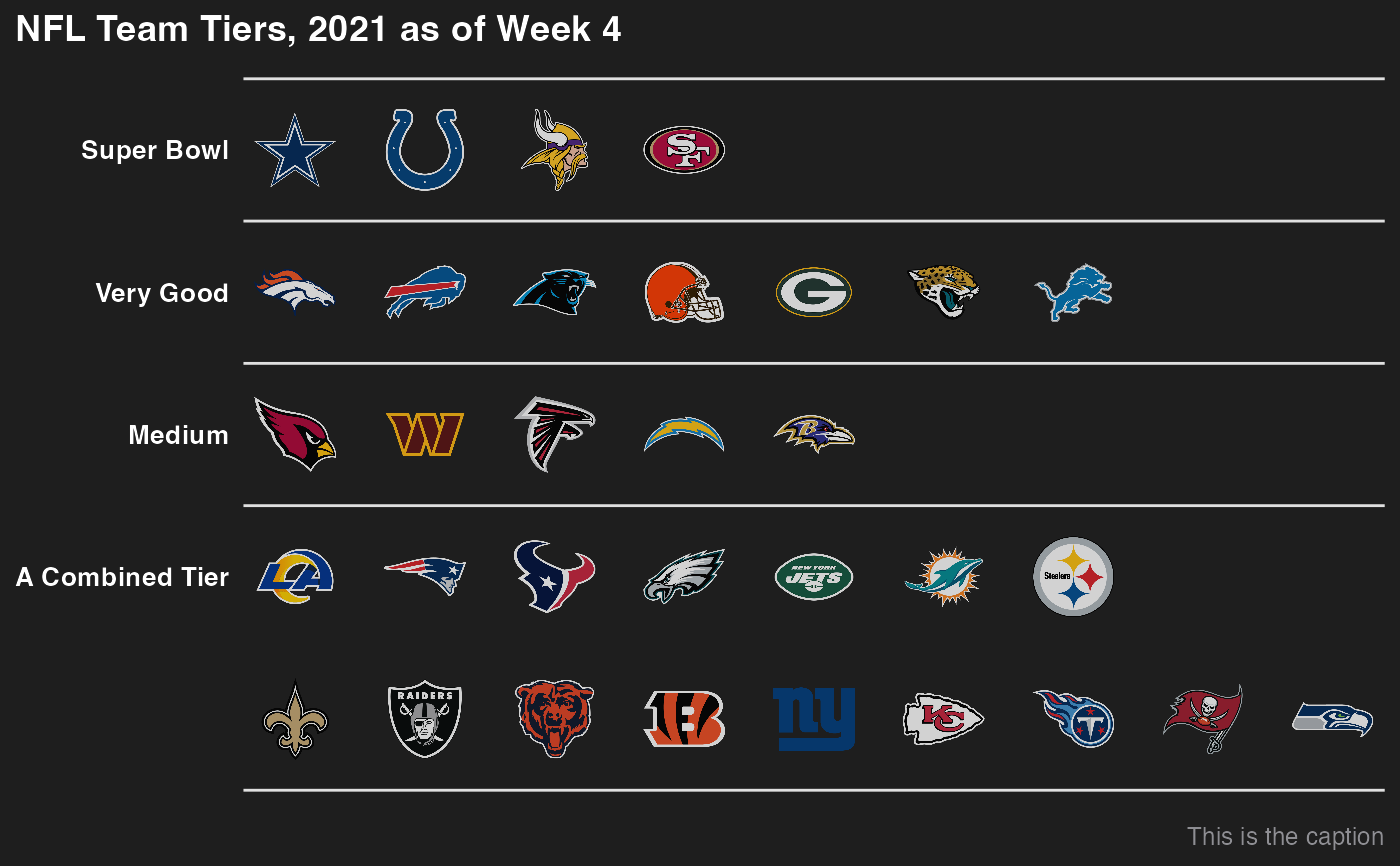 NFL Team Tiers, 2021 as of Week 4
Super Bowl
SF
Very Good
G
Medium
W
B
A Combined Tier
LA
NEW YORK
JETS
Steelers
RAIDERS
B
ny
KC
T
This is the caption